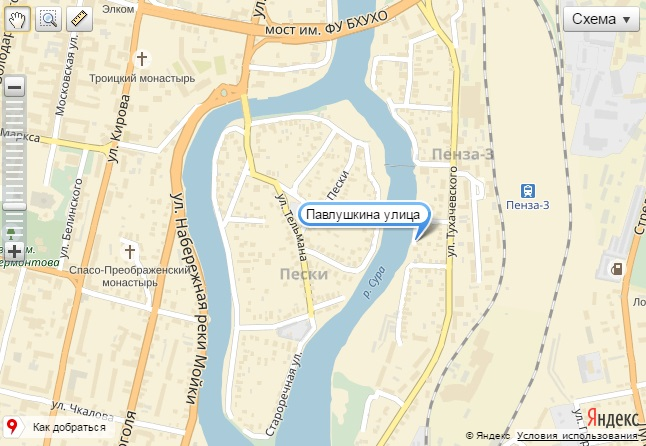 Элком
мост им. ФУ БХУХО
Схема
Троицкий монастырь
Московская ул.
ул. Кирова
Маркса
ул. Белинского
Пенза-3
Пенза-3
Пески
Павлушкина улица
ул. Тухачевского
ул. Тельмана
Пески
Спасо-Преображенский
монастырь
р. Сура
ул. Набережная реки Мойки
Староречная ул.
ул. Чкалова
Как добраться
Яндекс
© Яндекс Условия использования